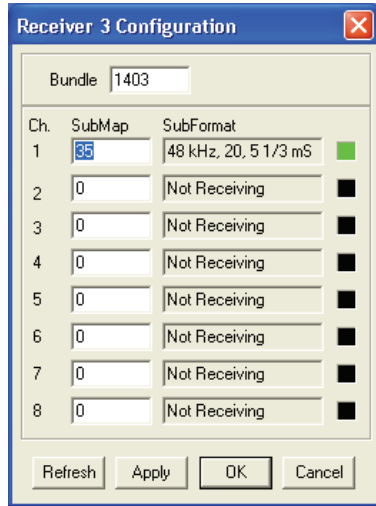 Receiver 3 Configuration
Bundle 1403
Ch. SubMap SubFormat
1 35 48 kHz, 20, 5 1/3 mS
2 0 Not Receiving
3 0 Not Receiving
4 0 Not Receiving
5 0 Not Receiving
6 0 Not Receiving
7 0 Not Receiving
8 0 Not Receiving
Refresh Apply OK Cancel